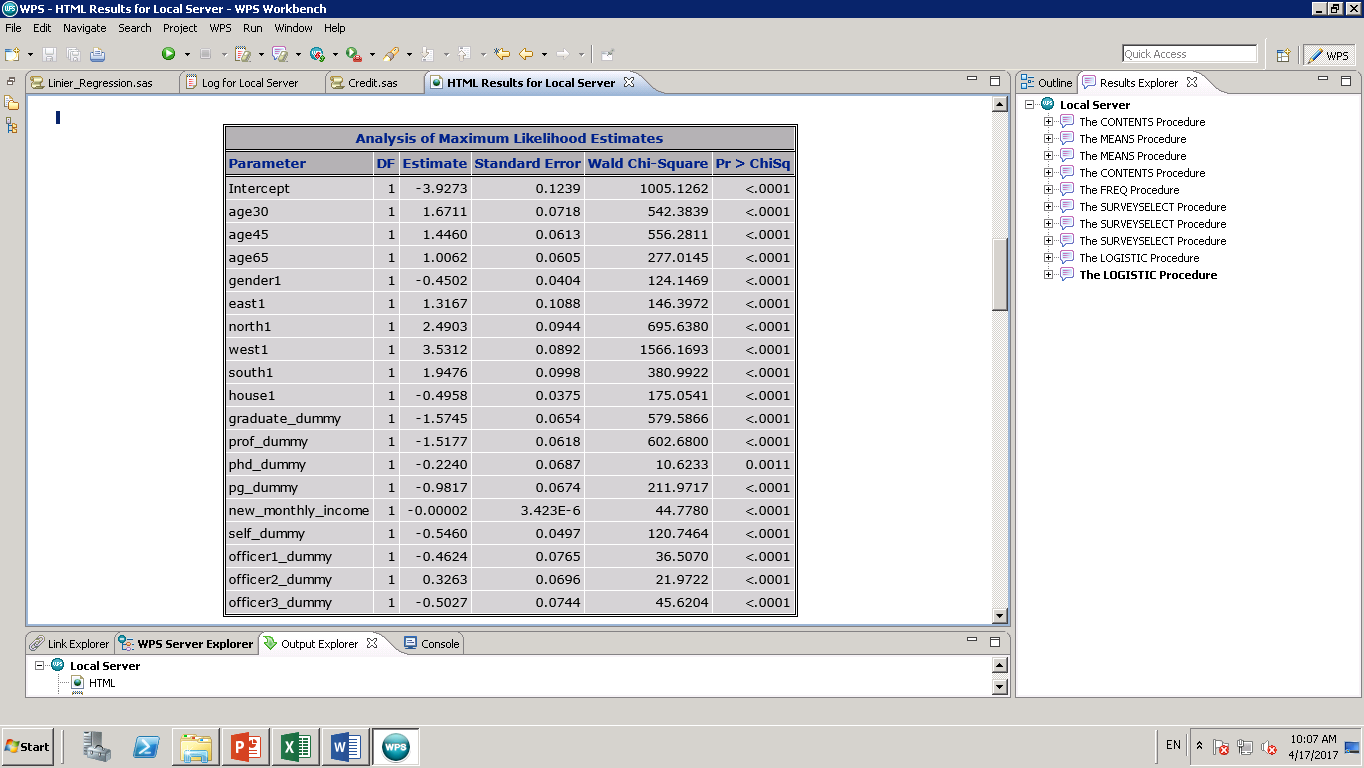 WPS - HTML Results for Local Server - WPS Workbench
File Edit Navigate Search Project WPS Run Window Help
Quick Access
WPS
Linier_Regression.sas
Log for Local Server
Credit.sas
HTML Results for Local Server
Analysis of Maximum Likelihood Estimates
Parameter DF Estimate Standard Error Wald Chi-Square Pr > ChiSq
Intercept 1 -3.9273 0.1239 1005.1262 <.0001
age30 1 1.6711 0.0718 542.3839 <.0001
age45 1 1.4460 0.0613 556.2811 <.0001
age65 1 1.0062 0.0605 277.0145 <.0001
gender1 1 -0.4502 0.0404 124.1469 <.0001
east1 1 1.3167 0.1088 146.3972 <.0001
north1 1 2.4903 0.0944 695.6380 <.0001
west1 1 3.5312 0.0892 1566.1693 <.0001
south1 1 1.9476 0.0998 380.9922 <.0001
house1 1 -0.4958 0.0375 175.0541 <.0001
graduate_dummy 1 -1.5745 0.0654 579.5866 <.0001
prof_dummy 1 -1.5177 0.0618 602.6800 <.0001
phd_dummy 1 -0.2240 0.0687 10.6233 0.0011
pg_dummy 1 -0.9817 0.0674 211.9717 <.0001
new_monthly_income 1 -0.00002 3.423E-6 44.7780 <.0001
self_dummy 1 -0.5460 0.0497 120.7464 <.0001
officer1_dummy 1 -0.4624 0.0765 36.5070 <.0001
officer2_dummy 1 0.3263 0.0696 21.9722 <.0001
officer3_dummy 1 -0.5027 0.0744 45.6204 <.0001
Outline
Results Explorer
Local Server
The CONTENTS Procedure
The MEANS Procedure
The MEANS Procedure
The CONTENTS Procedure
The FREQ Procedure
The SURVEYSELECT Procedure
The SURVEYSELECT Procedure
The SURVEYSELECT Procedure
The LOGISTIC Procedure
The LOGISTIC Procedure
Link Explorer
WPS Server Explorer
Output Explorer
Console
Local Server
HTML
Start
WPS
EN
10:07 AM
4/17/2017